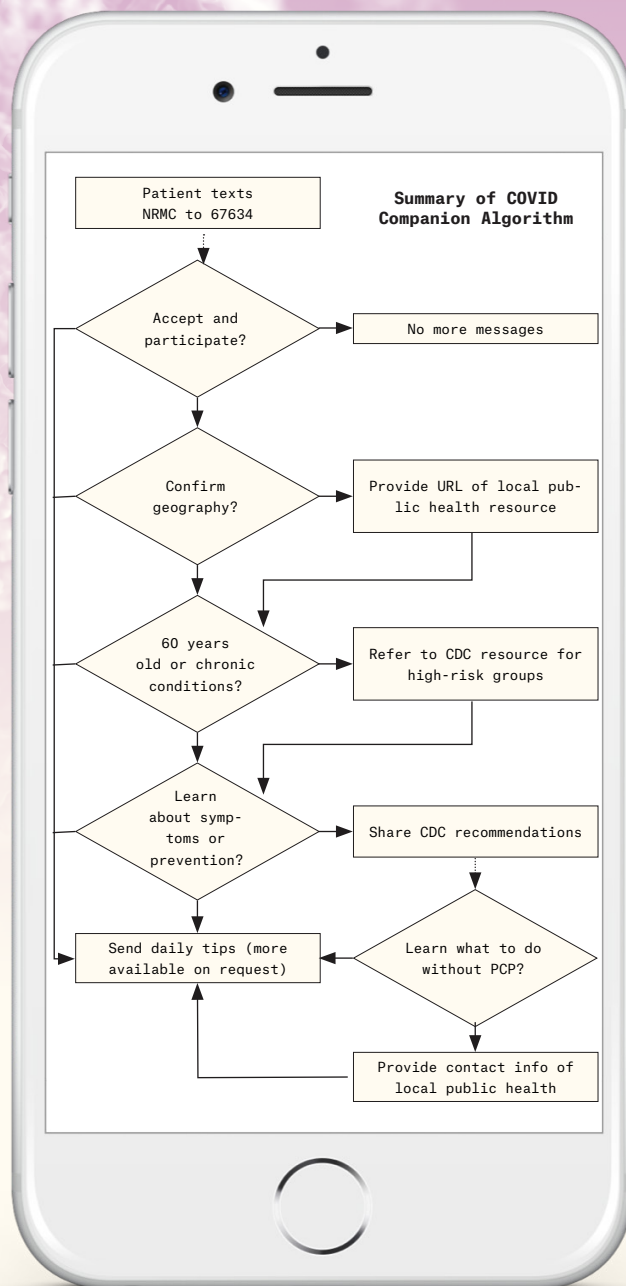 Patient texts
NRMC to 67634
Summary of COVID
Companion Algorithm
Accept and
participate?
No more messages
Confirm
geography?
Provide URL of local pub-
lic health resource
60 years
old or chronic
conditions?
Refer to CDC resource for
high-risk groups
Learn
about symp-
toms or
prevention?
Share CDC recommendations
Send daily tips (more
available on request)
Learn what to do
without PCP?
Provide contact info of
local public health